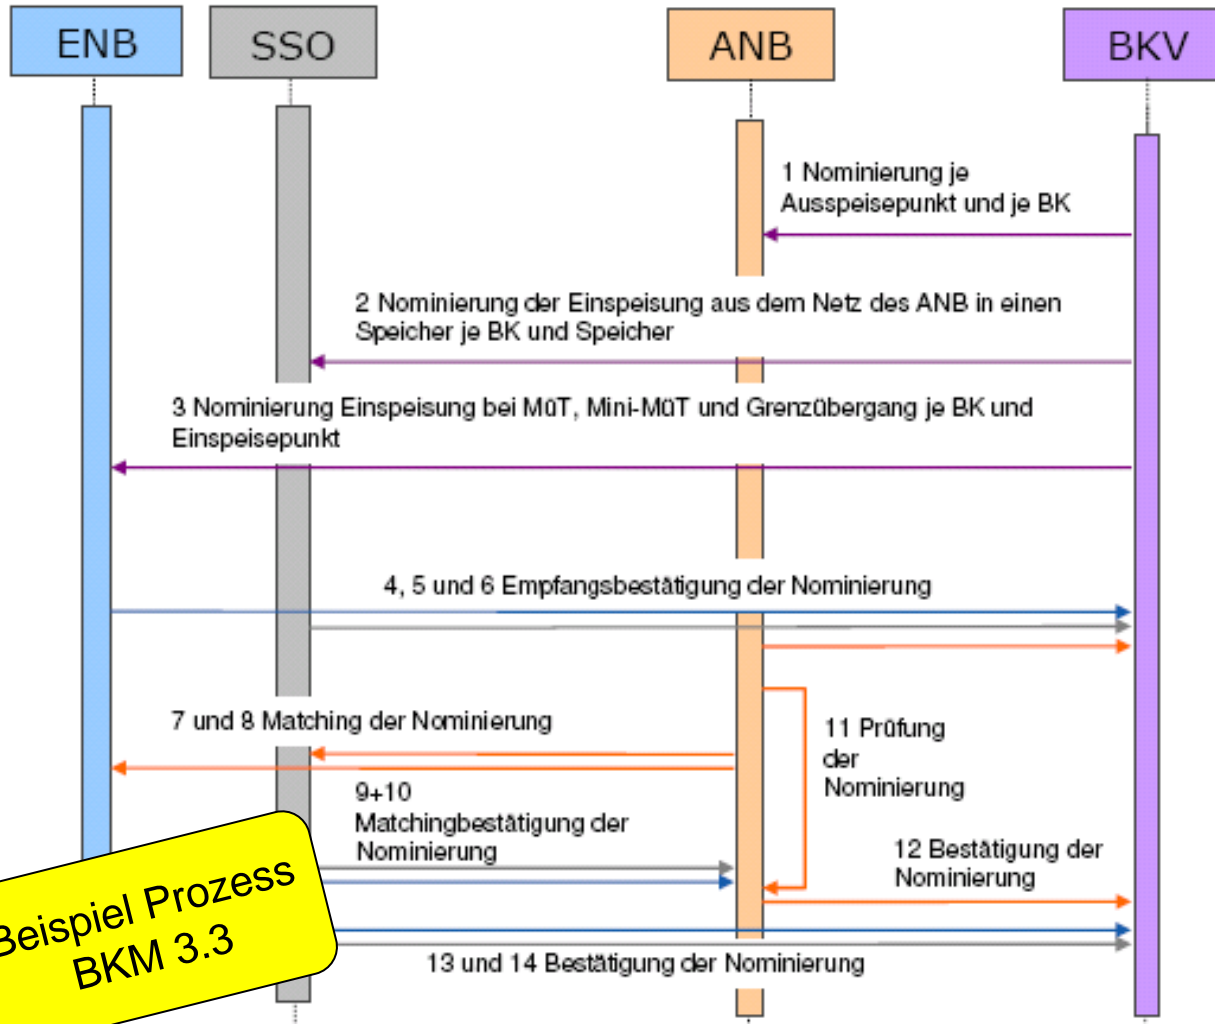 ENB
SSO
ANB
BKV
1 Nominierung je
Ausspeisepunkt und je BK
2 Nominierung der Einspeisung aus dem Netz des ANB in einen
Speicher je BK und Speicher
3 Nominierung Einspeisung bei MüT, Mini-MüT und Grenzübergang je BK und
Einspeisepunkt
4, 5 und 6 Empfangsbestätigung der Nominierung
7 und 8 Matching der Nominierung
11 Prüfung
der
Nominierung
9+10
Matchingbestätigung der
Nominierung
12 Bestätigung der
Nominierung
Beispiel Prozess
BKM 3.3
13 und 14 Bestätigung der Nominierung